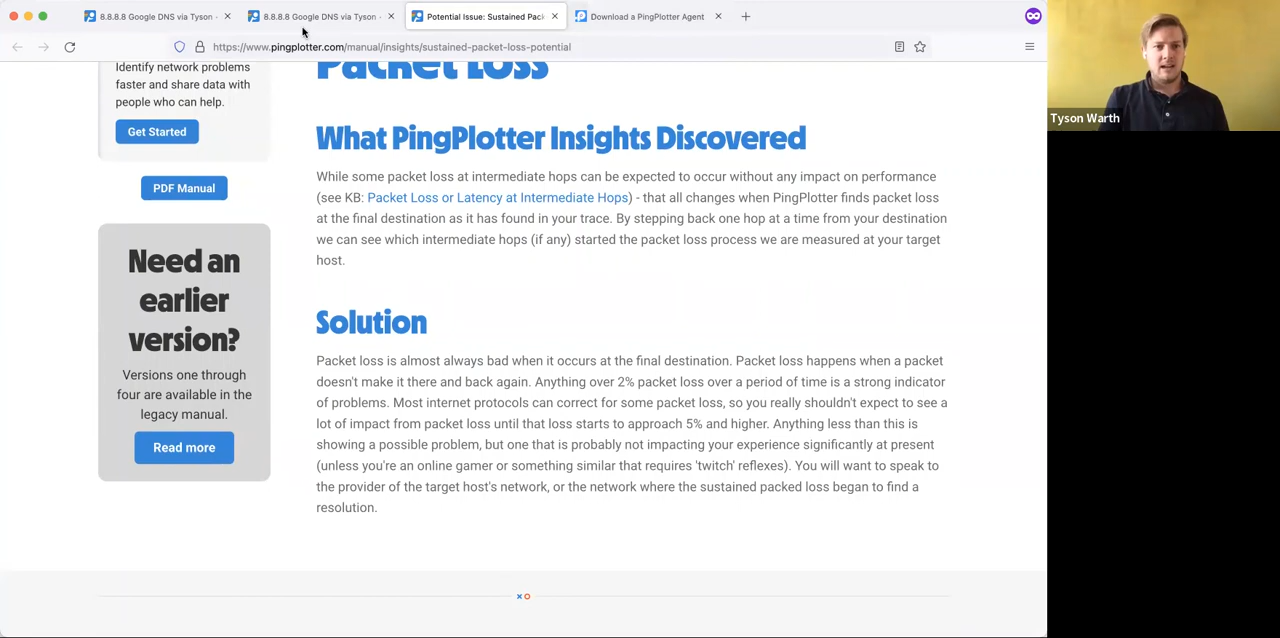 8.8.8.8 Google DNS via Tyson -
8.8.8.8 Google DNS via Tyson -
Potential Issue: Sustained Pack
Download a PingPlotter Agent
https://www.pingplotter.com/manual/insights/sustained-packet-loss-potential
Tyson Warth
Identify network problems
faster and share data with
people who can help.
Get Started
PDF Manual
Need an
earlier
version?
Versions one through
four are available in the
legacy manual.
Read more
Packet Loss
What PingPlotter Insights Discovered
While some packet loss at intermediate hops can be expected to occur without any impact on performance
(see KB: Packet Loss or Latency at Intermediate Hops) - that all changes when PingPlotter finds packet loss
at the final destination as it has found in your trace. By stepping back one hop at a time from your destination
we can see which intermediate hops (if any) started the packet loss process we are measured at your target
host.
Solution
Packet loss is almost always bad when it occurs at the final destination. Packet loss happens when a packet
doesn't make it there and back again. Anything over 2% packet loss over a period of time is a strong indicator
of problems. Most internet protocols can correct for some packet loss, so you really shouldn't expect to see a
lot of impact from packet loss until that loss starts to approach 5% and higher. Anything less than this is
showing a possible problem, but one that is probably not impacting your experience significantly at present
(unless you're an online gamer or something similar that requires 'twitch' reflexes). You will want to speak to
the provider of the target host's network, or the network where the sustained packed loss began to find a
resolution.